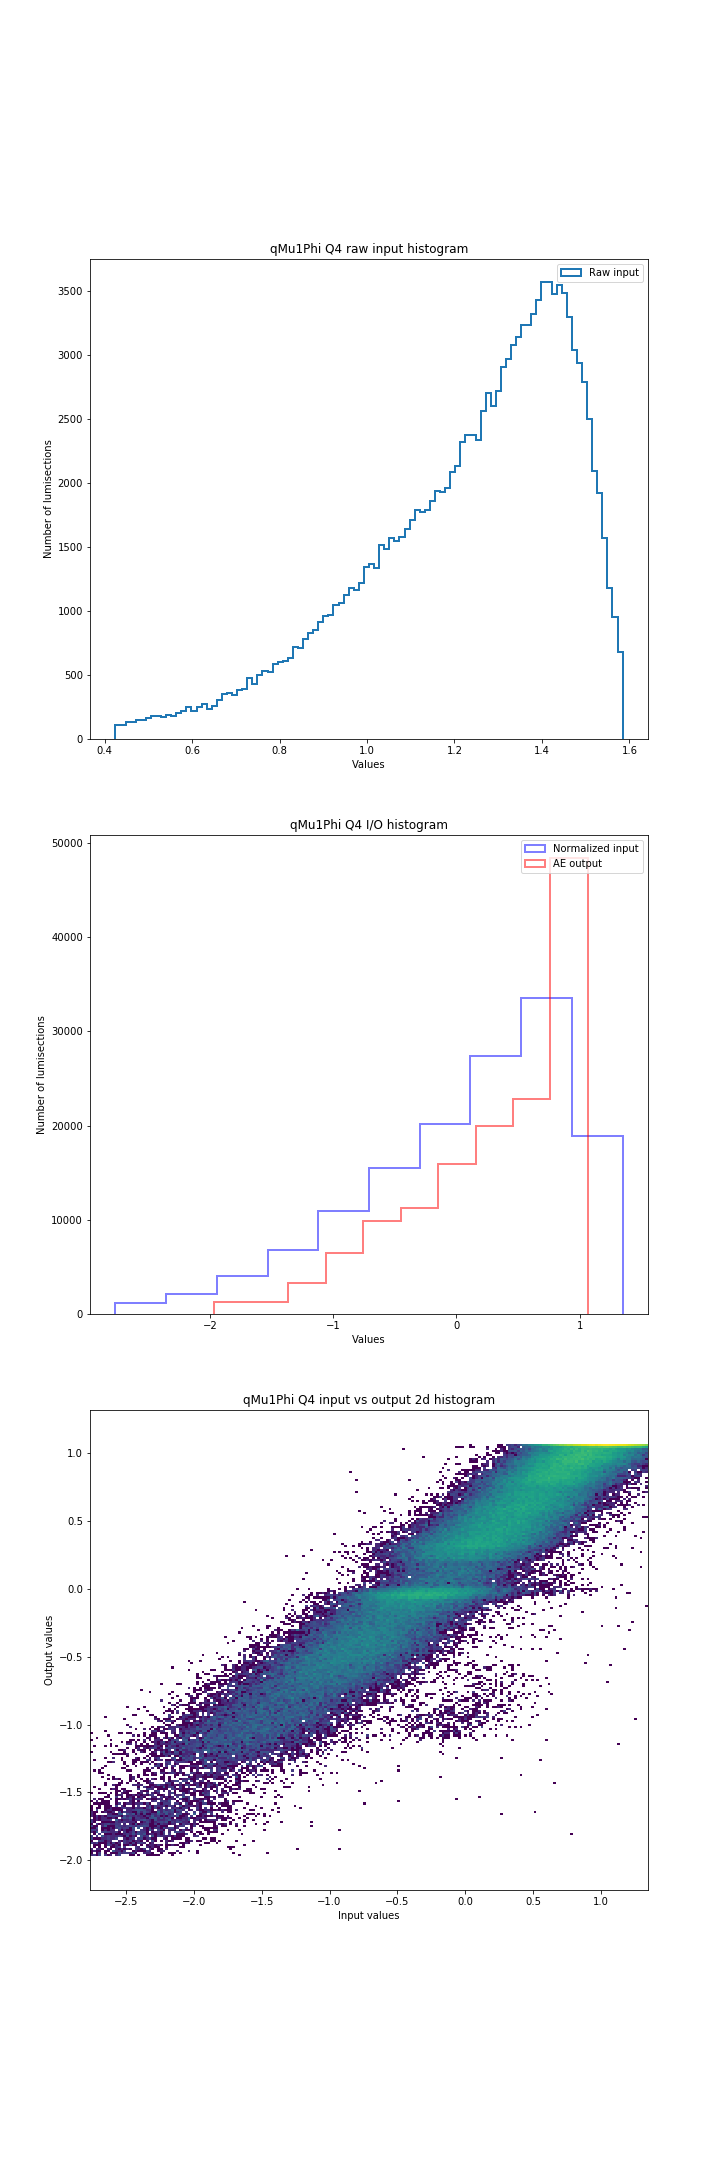 qMu1Phi Q4 raw input histogram
Raw input
3500
3000
2500
2000
1500
1000
500
0
Number of lumisections
0.4 0.6 0.8 1.0 1.2 1.4 1.6
Values
qMu1Phi Q4 I/O histogram
Normalized input
AE output
50000
40000
30000
20000
10000
0
Number of lumisections
−2 −1 0 1
Values
qMu1Phi Q4 input vs output 2d histogram
1.0
0.5
0.0
−0.5
−1.0
−1.5
−2.0
Output values
−2.5 −2.0 −1.5 −1.0 −0.5 0.0 0.5 1.0
Input values